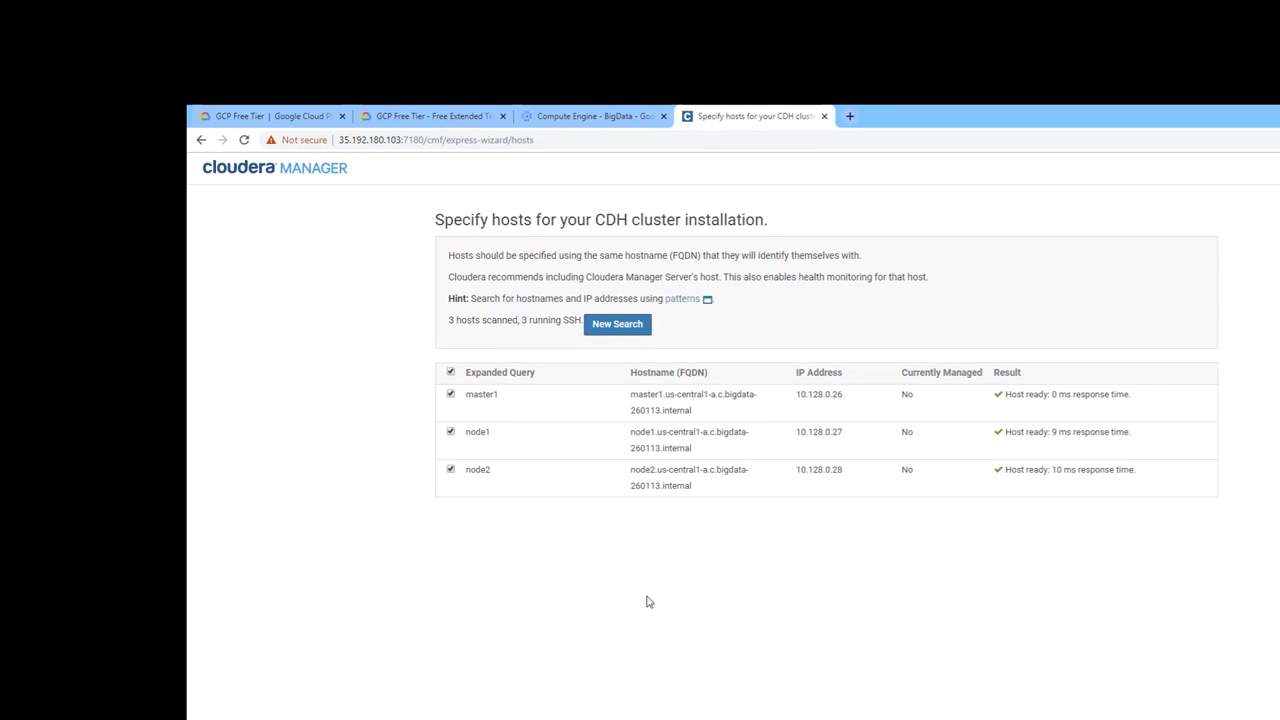 GCP Free Tier | Google Cloud P
GCP Free Tier - Free Extended T
Compute Engine - BigData - Goo
Specify hosts for your CDH cluste
Not secure | 35.192.180.103:7180/cmf/express-wizard/hosts
cloudera MANAGER
Specify hosts for your CDH cluster installation.
Hosts should be specified using the same hostname (FQDN) that they will identify themselves with.
Cloudera recommends including Cloudera Manager Server's host. This also enables health monitoring for that host.
Hint: Search for hostnames and IP addresses using patterns .
3 hosts scanned, 3 running SSH. New Search
Expanded Query Hostname (FQDN) IP Address Currently Managed Result
master1 master1.us-central1-a.c.bigdata- 10.128.0.26 No Host ready: 0 ms response time.
260113.internal
node1 node1.us-central1-a.c.bigdata- 10.128.0.27 No Host ready: 9 ms response time.
260113.internal
node2 node2.us-central1-a.c.bigdata- 10.128.0.28 No Host ready: 10 ms response time.
260113.internal